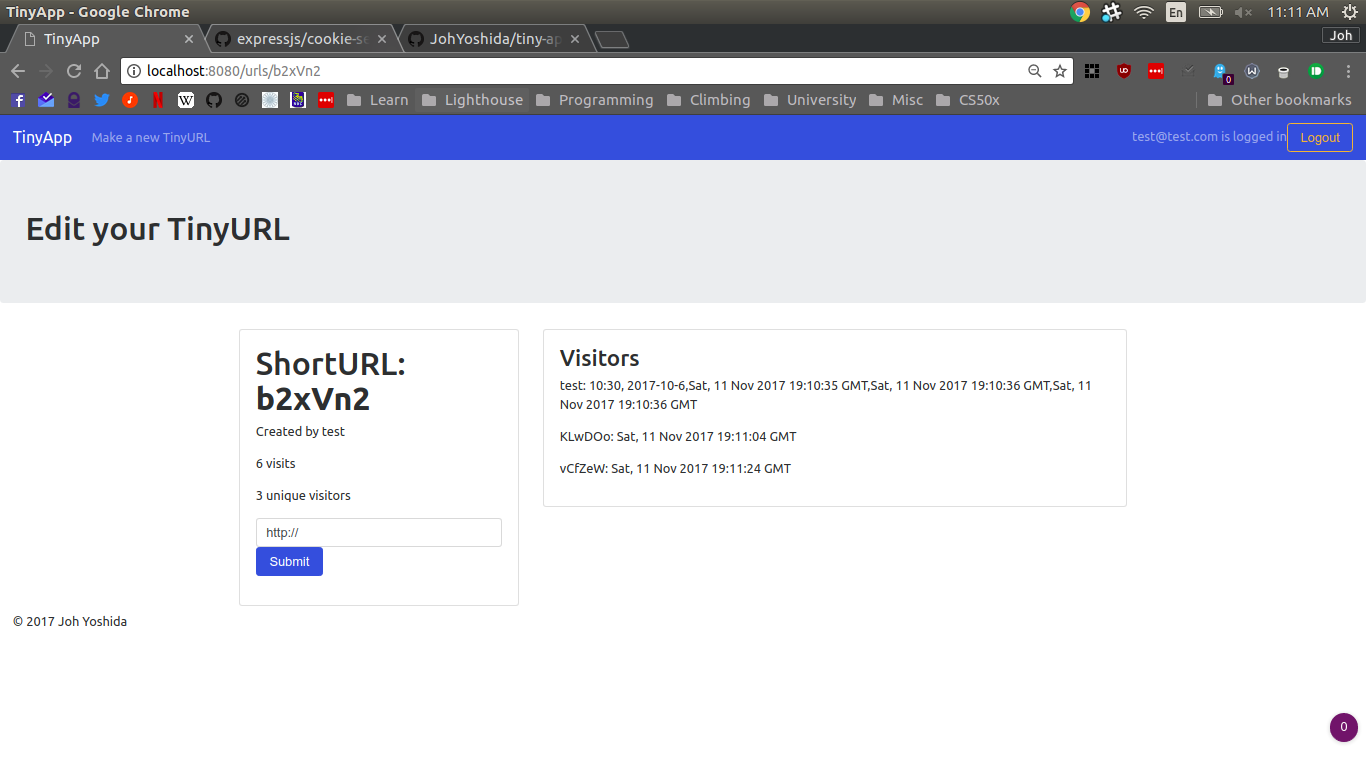 TinyApp - Google Chrome
En
11:11 AM
TinyApp
expressjs/cookie-se
JohYoshida/tiny-ap
Joh
localhost:8080/urls/b2xVn2
Learn
Lighthouse
Programming
Climbing
University
Misc
CS50x
Other bookmarks
TinyApp
Make a new TinyURL
test@test.com is logged in
Logout
Edit your TinyURL
ShortURL:
b2xVn2
Created by test
6 visits
3 unique visitors
http://
Submit
Visitors
test: 10:30, 2017-10-6,Sat, 11 Nov 2017 19:10:35 GMT,Sat, 11 Nov 2017 19:10:36 GMT,Sat, 11
Nov 2017 19:10:36 GMT
KLwDOo: Sat, 11 Nov 2017 19:11:04 GMT
vCfZeW: Sat, 11 Nov 2017 19:11:24 GMT
© 2017 Joh Yoshida
0